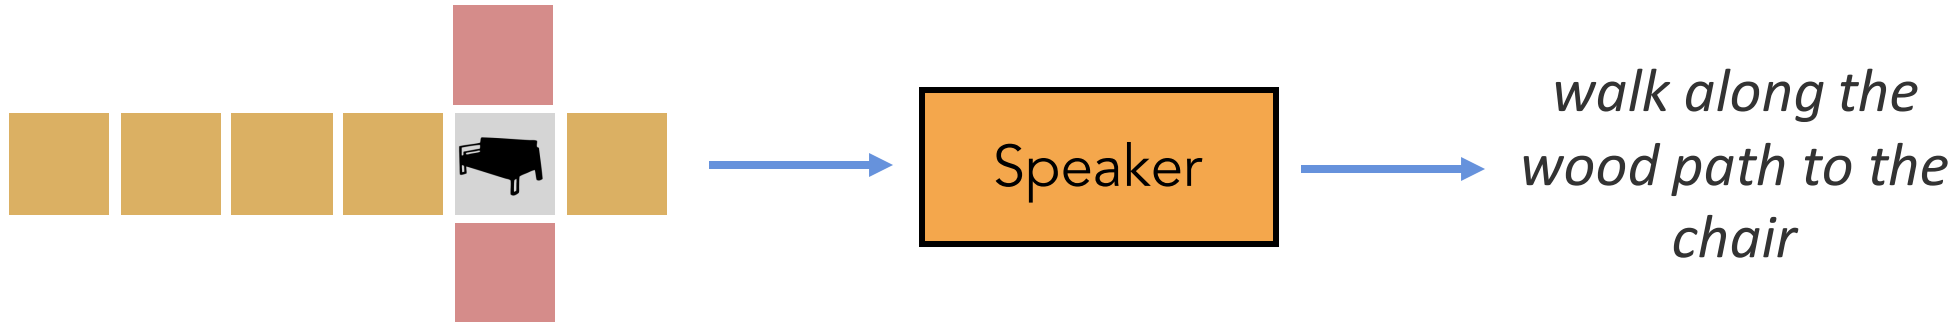 Speaker
walk along the
wood path to the
chair